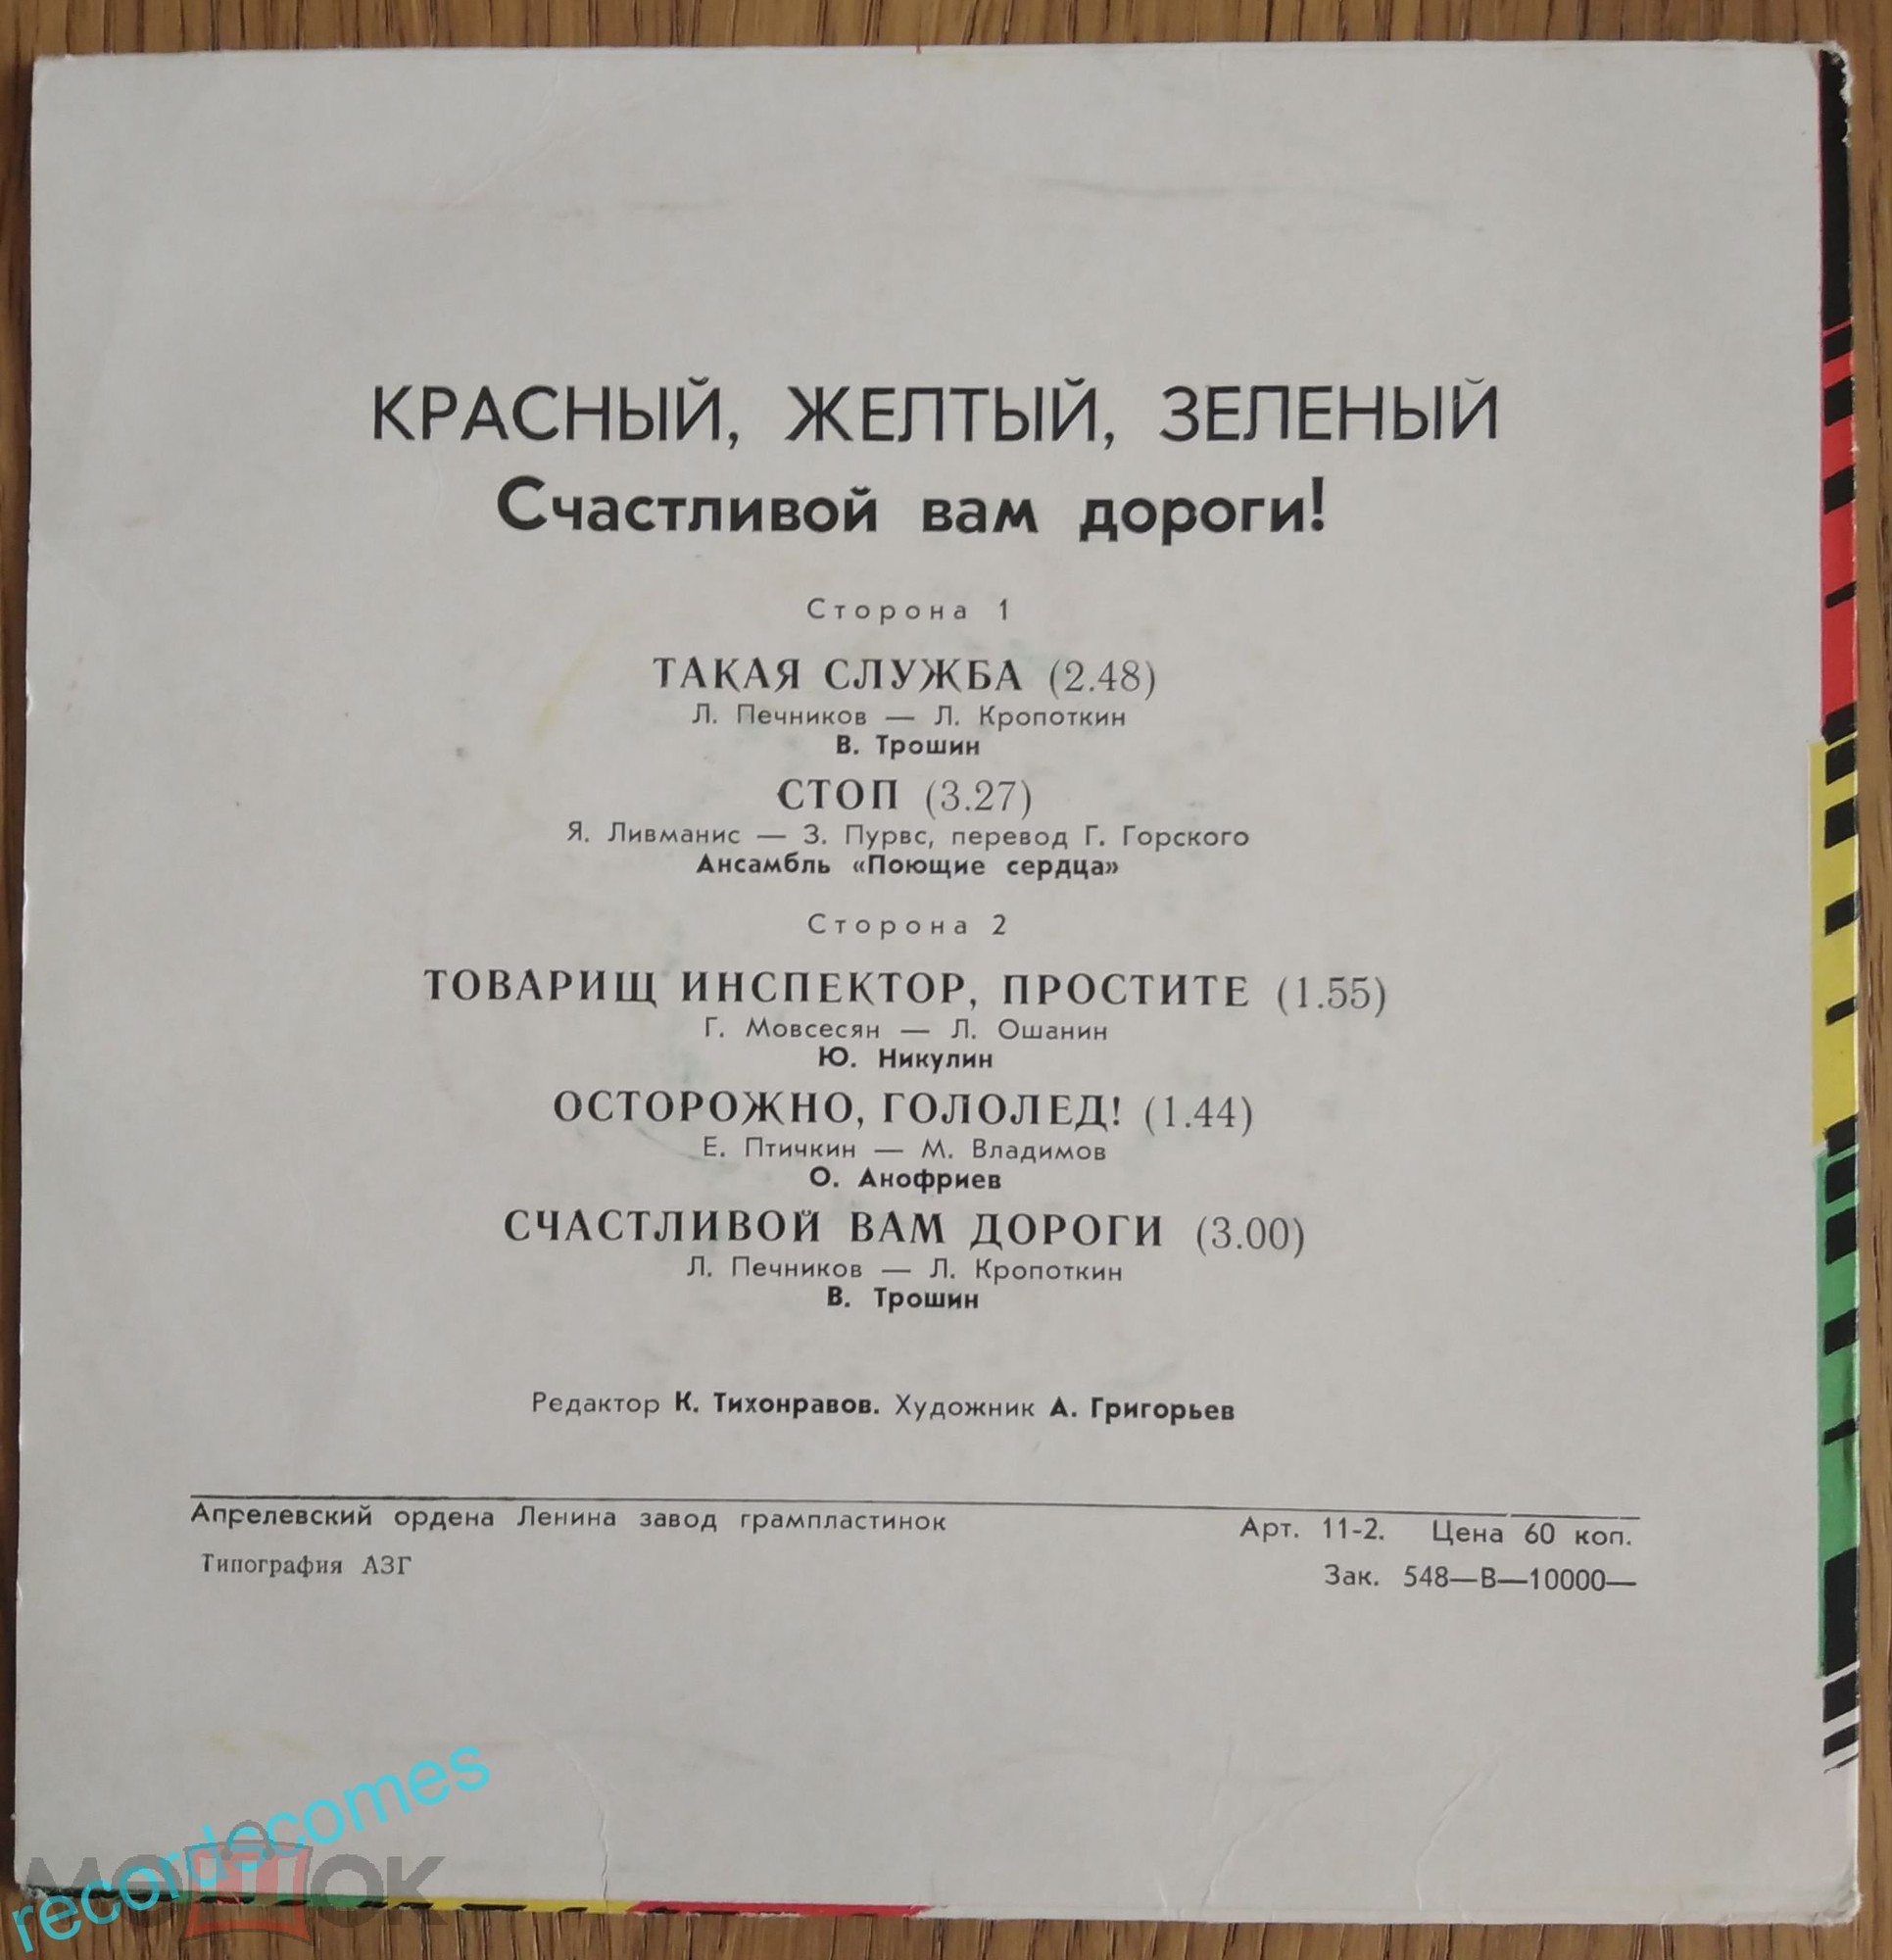 КРАСНЫЙ, ЖЕЛТЫЙ, ЗЕЛЕНЫЙ
Счастливой вам дороги!
Сторона 1
ТАКАЯ СЛУЖБА (2.48)
Л. Печников — Л. Кропоткин
В. Трошин
СТОП (3.27)
Я. Ливманис — З. Пурвс, перевод Г. Горского
Ансамбль «Поющие сердца»
Сторона 2
ТОВАРИЩ ИНСПЕКТОР, ПРОСТИТЕ (1.55)
Г. Мовсесян — Л. Ошанин
Ю. Никулин
ОСТОРОЖНО, ГОЛОЛЕД! (1.44)
Е. Птичкин — М. Владимов
О. Анофриев
СЧАСТЛИВОЙ ВАМ ДОРОГИ (3.00)
Л. Печников — Л. Кропоткин
В. Трошин
Редактор К. Тихонравов. Художник А. Григорьев
Апрелевский ордена Ленина завод грампластинок Арт. 11-2. Цена 60 коп.
Типография АЗГ Зак. 548—В—10000—
recordscomes
МОШОК